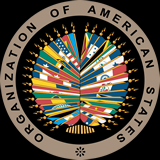 ORGANIZATION OF AMERICAN STATES